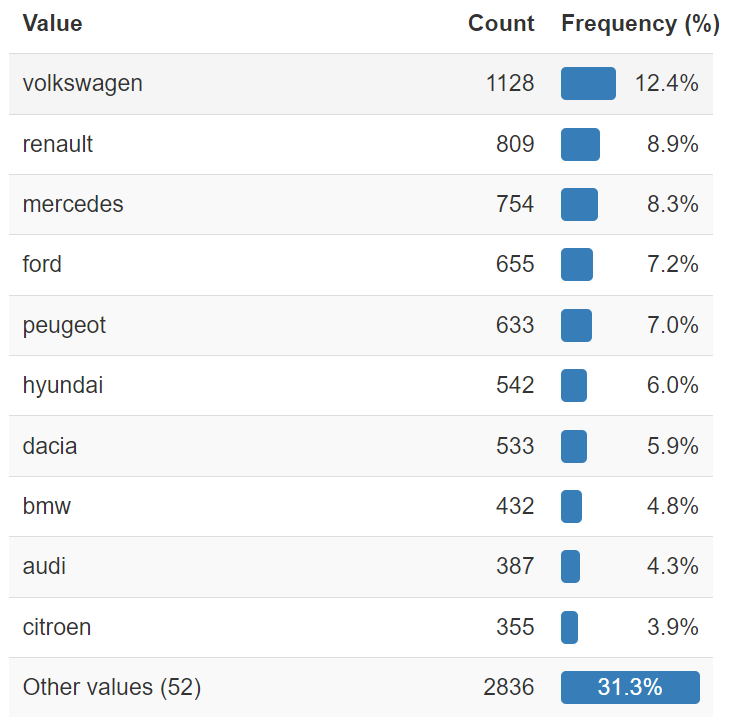 Value Count Frequency (%)
volkswagen 1128 12.4%
renault 809 8.9%
mercedes 754 8.3%
ford 655 7.2%
peugeot 633 7.0%
hyundai 542 6.0%
dacia 533 5.9%
bmw 432 4.8%
audi 387 4.3%
citroen 355 3.9%
Other values (52) 2836 31.3%